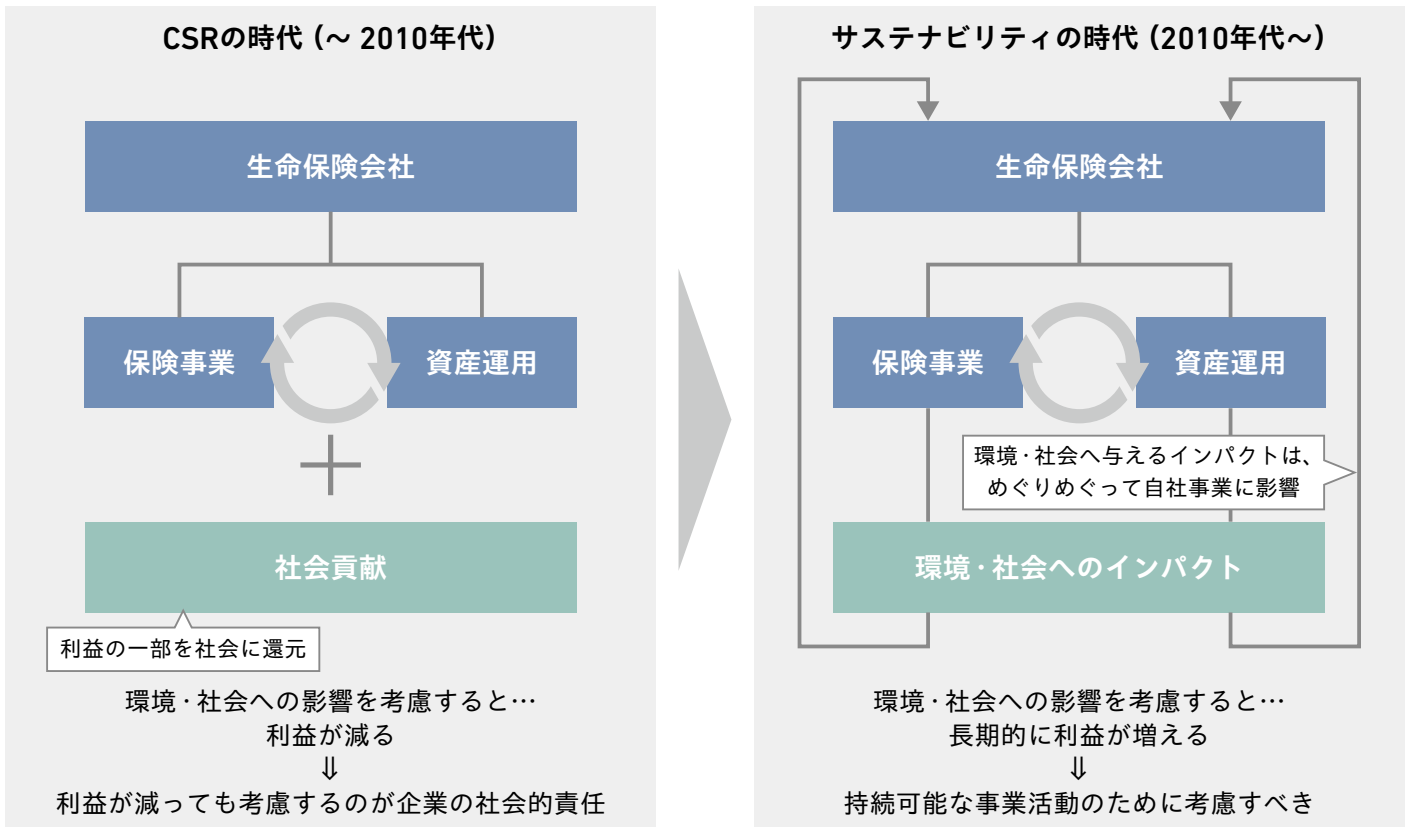 CSRの時代（～ 2010年代）
生命保険会社
保険事業
資産運用
社会貢献
利益の一部を社会に還元
環境・社会への影響を考慮すると…
利益が減る
⇓
利益が減っても考慮するのが企業の社会的責任
サステナビリティの時代（2010年代～）
生命保険会社
保険事業
資産運用
環境・社会へ与えるインパクトは、
めぐりめぐって自社事業に影響
環境・社会へのインパクト
環境・社会への影響を考慮すると…
長期的に利益が増える
⇓
持続可能な事業活動のために考慮すべき